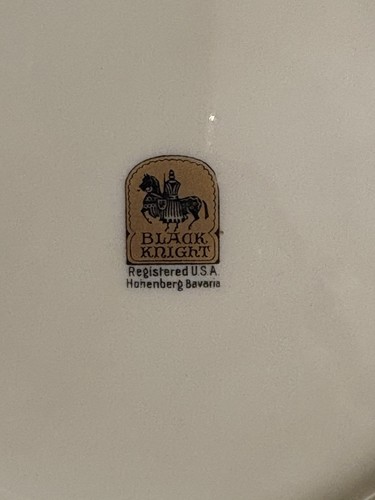 BLACK
KNIGHT
Registered U.S.A.
Hohenberg Bavaria